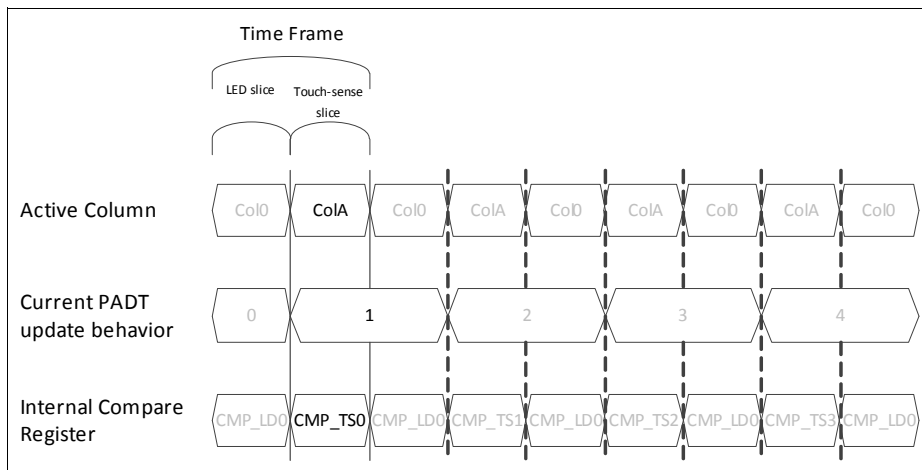 Time Frame
LED slice
Touch-sense
slice
Active Column
Col0 ColA Col0 ColA Col0 ColA Col0 ColA Col0
Current PADT
update behavior
0 1 2 3 4
Internal Compare
Register
CMP_LD0 CMP_TS0 CMP_LD0 CMP_TS1 CMP_LD0 CMP_TS2 CMP_LD0 CMP_TS3 CMP_LD0